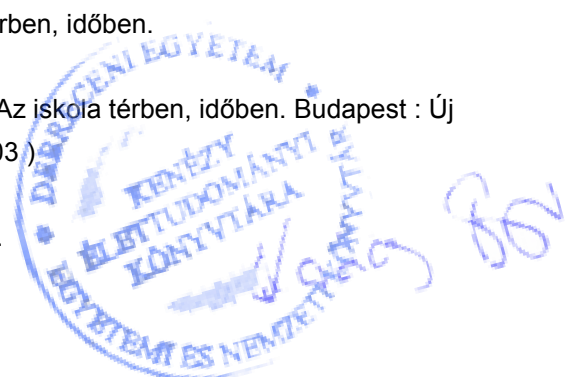 rben, időben.
Az iskola térben, időben. Budapest : Új
03 )
DEBRECENI EGYETEM
KENÉZY
ÉLETTUDOMÁNYI
KÖNYVTÁRA
EGYETEMI ÉS NEMZETI KÖNYVTÁR